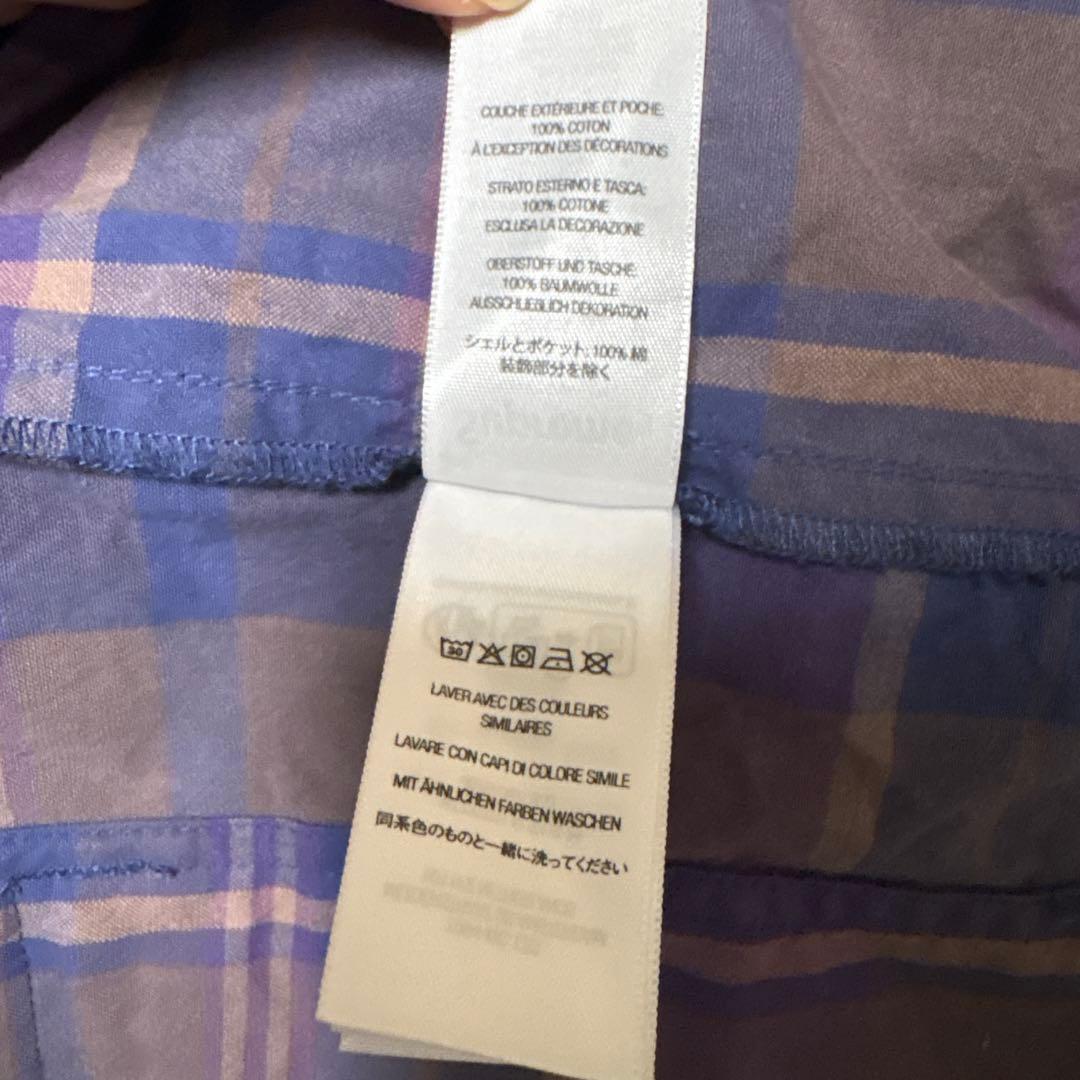 COUCHE EXTÉRIEURE ET POCHE:
100% COTON
À L'EXCEPTION DES DÉCORATIONS
STRATO ESTERNO E TASCA:
100% COTONE
ESCLUSA LA DECORAZIONE
OBERSTOFF UND TASCHE:
100% BAUMWOLLE
AUSSCHLIEBLICH DEKORATION
シェルとポケット, 100% 綿
装飾部分を除く
30
LAVER AVEC DES COULEURS
SIMILAIRES
LAVARE CON CAPI DI COLORE SIMILE
MIT ÄHNLICHEN FARBEN WASCHEN
同系色のものと一緒に洗ってください